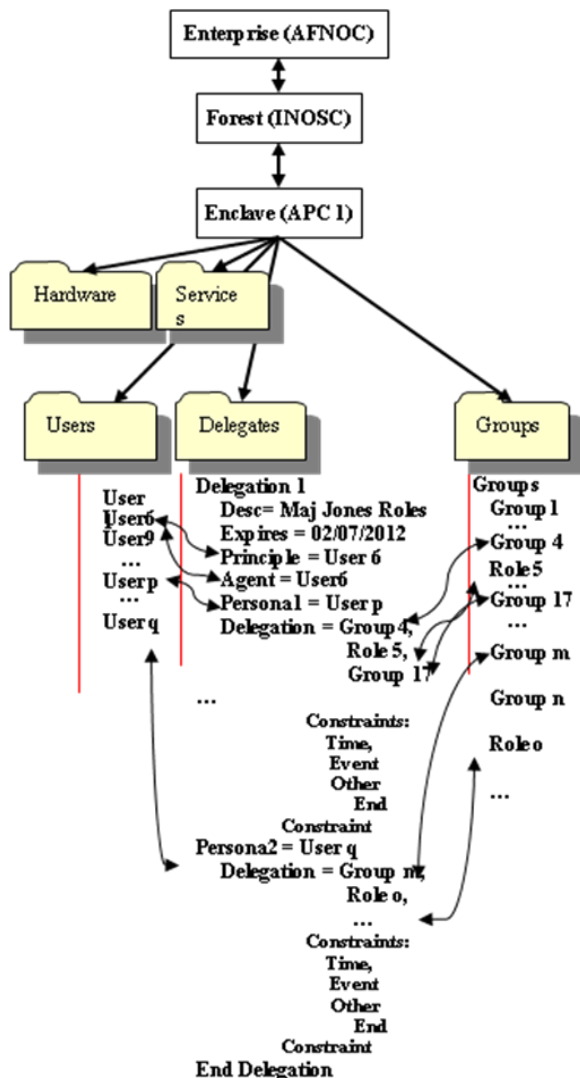 Enterprise (AFNOC)
Forest (INOSC)
Enclave (APC 1)
Hardware
Service
s
Users
Delegates
Groups
User
User6
User9
...
User p
...
User q
Delegation 1
Desc= Maj Jones Roles
Expires = 02/07/2012
Principle = User 6
Agent = User6
Persona1 = User p
Delegation = Group4,
Role 5,
Group 17
...
Constraints:
Time,
Event
Other
End
Constraint
Persona2 = User q
Delegation = Group m,
Role o,
...
Constraints:
Time,
Event
Other
End
Constraint
End Delegation
Groups
Group 1
...
Group 4
Role 5
...
Group 17
...
Group m
Group n
Role o
...